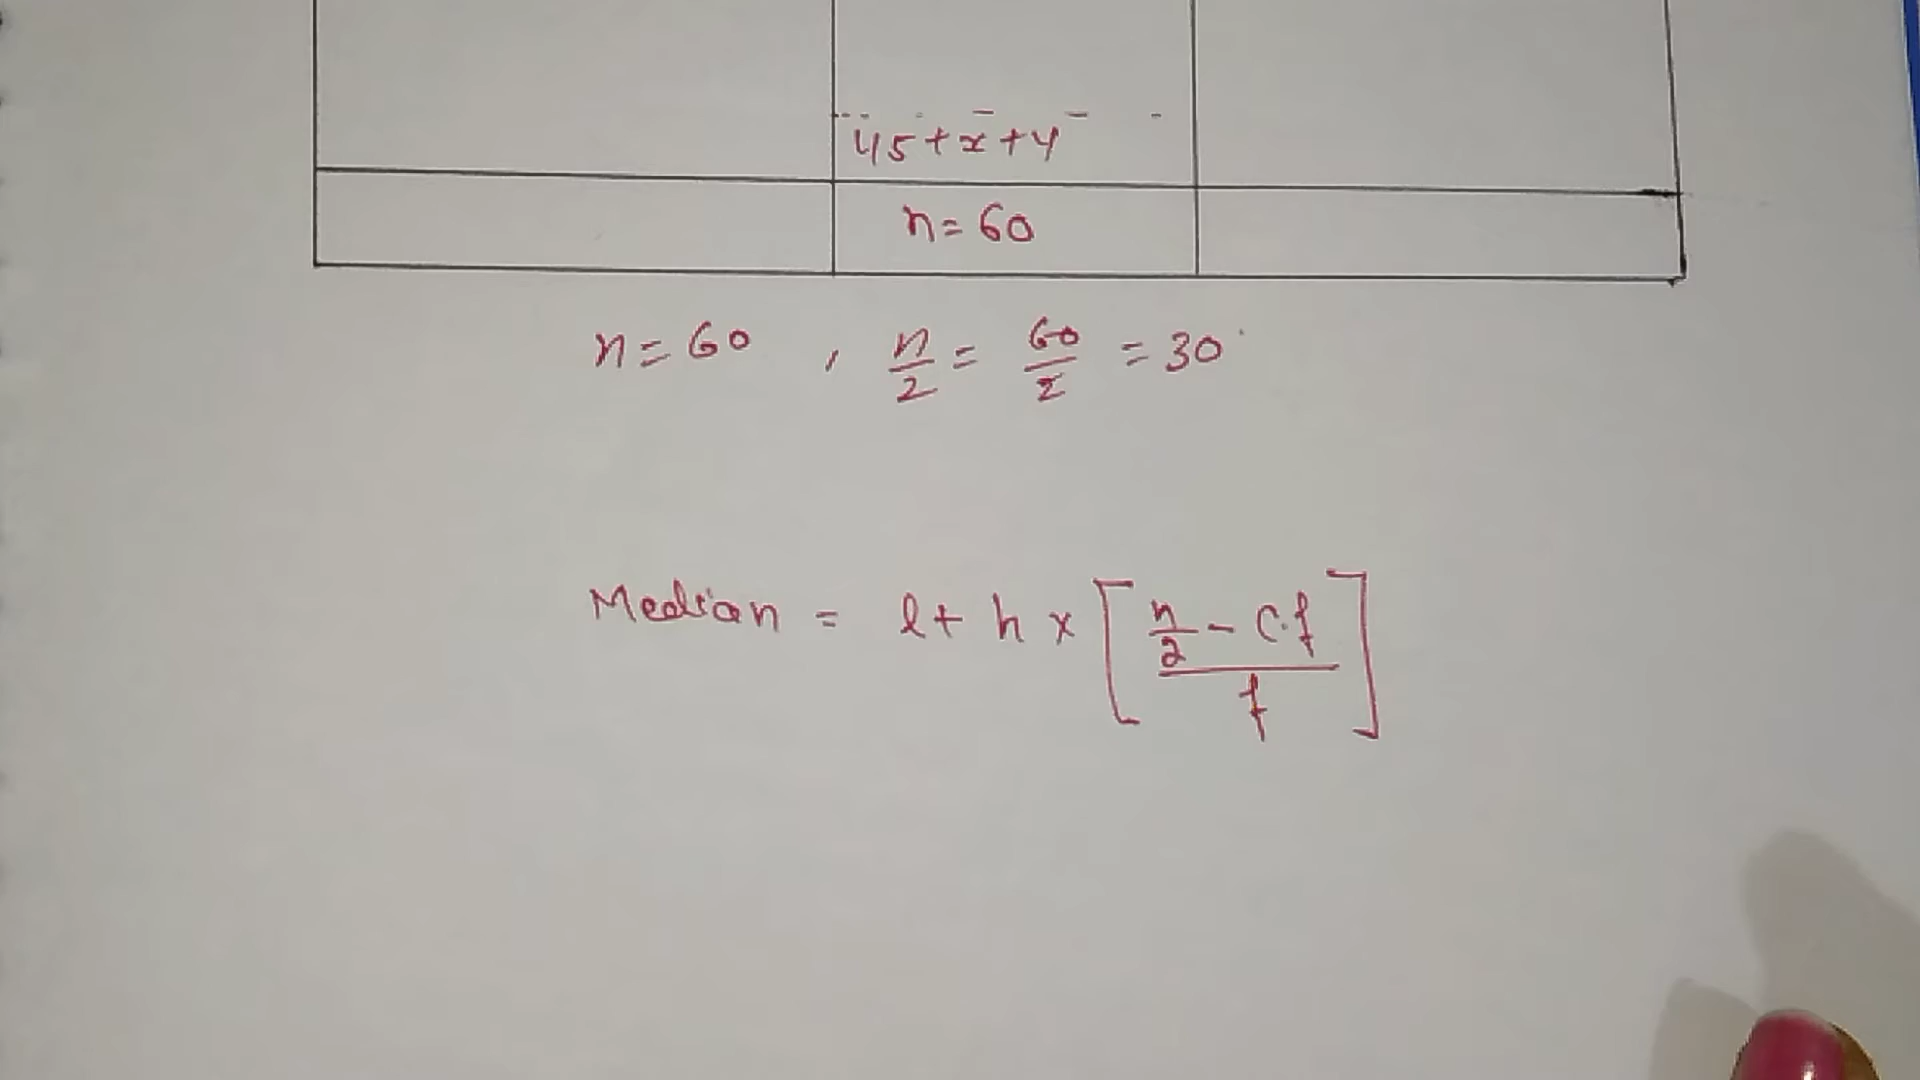 45+x+y
n=60
n=60 , n/2 = 60/2 = 30
Median = l+ h x [n/2 - c.f / f]